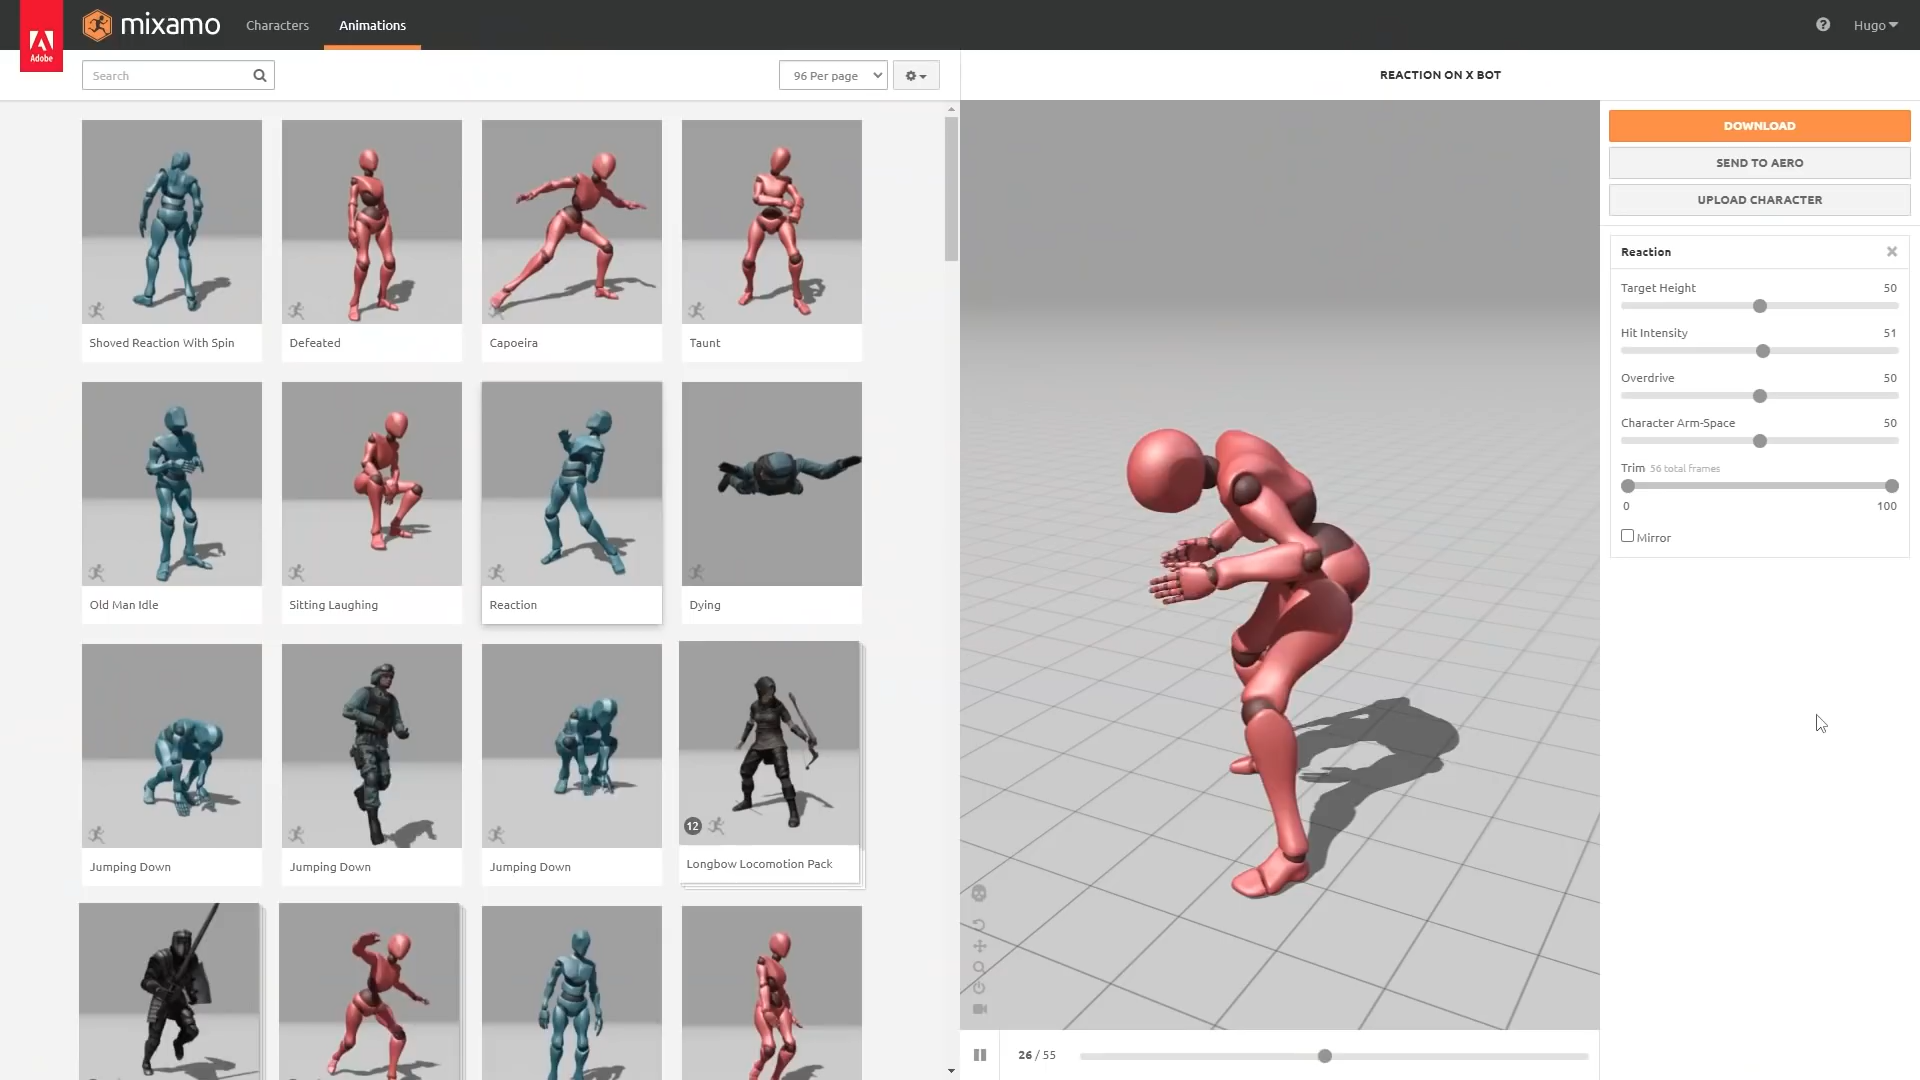 Adobe
mixamo
Characters
Animations
Hugo
Search
96 Per page
REACTION ON X BOT
DOWNLOAD
SEND TO AERO
UPLOAD CHARACTER
Shoved Reaction With Spin
Defeated
Capoeira
Taunt
Reaction
Target Height 50
Hit Intensity 51
Overdrive 50
Character Arm-Space 50
Trim 56 total frames
0 100
Mirror
Old Man Idle
Sitting Laughing
Reaction
Dying
12
Jumping Down
Jumping Down
Jumping Down
Longbow Locomotion Pack
26 / 55